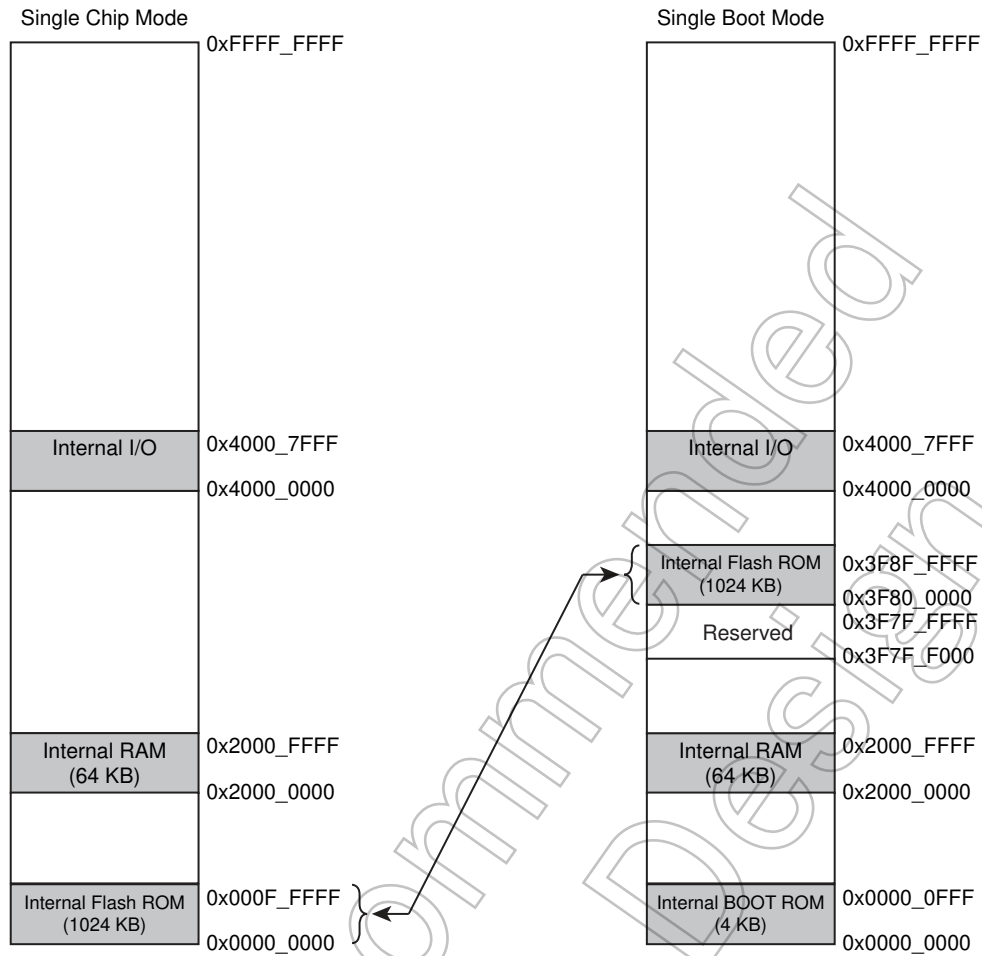 Single Chip Mode
0xFFFF_FFFF
Internal I/O
0x4000_7FFF
0x4000_0000
Internal RAM
(64 KB)
0x2000_FFFF
0x2000_0000
Internal Flash ROM
(1024 KB)
0x000F_FFFF
0x0000_0000
Single Boot Mode
0xFFFF_FFFF
Internal I/O
0x4000_7FFF
0x4000_0000
Internal Flash ROM
(1024 KB)
0x3F8F_FFFF
0x3F80_0000
Reserved
0x3F7F_FFFF
0x3F7F_F000
Internal RAM
(64 KB)
0x2000_FFFF
0x2000_0000
Internal BOOT ROM
(4 KB)
0x0000_0FFF
0x0000_0000
ommended
Design